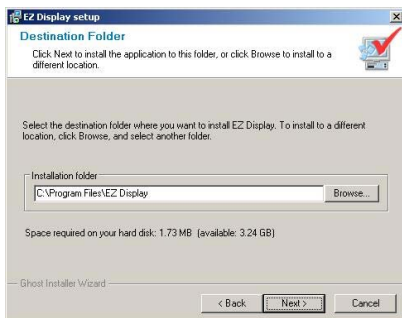 EZ Display setup
Destination Folder
Click Next to install the application to this folder, or click Browse to install to a
different location.
Select the destination folder where you want to install EZ Display. To install to a different
location, click Browse, and select another folder.
Installation folder
C:\Program Files\EZ Display
Browse...
Space required on your hard disk: 1.73 MB (available: 3.24 GB)
Ghost Installer Wizard
< Back Next > Cancel